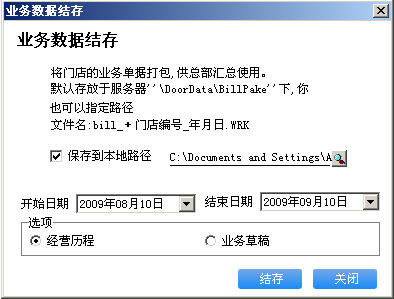 业务数据结存
业务数据结存
将门店的业务单据打包,供总部汇总使用。
默认存放于服务器''\DoorData\BillPake''下,你
也可以指定路径
文件名:bill_+门店编号_年月日.WRK
保存到本地路径 C:\Documents and Settings\A
开始日期 2009年08月10日 结束日期 2009年09月10日
选项
经营历程 业务草稿
结存 关闭